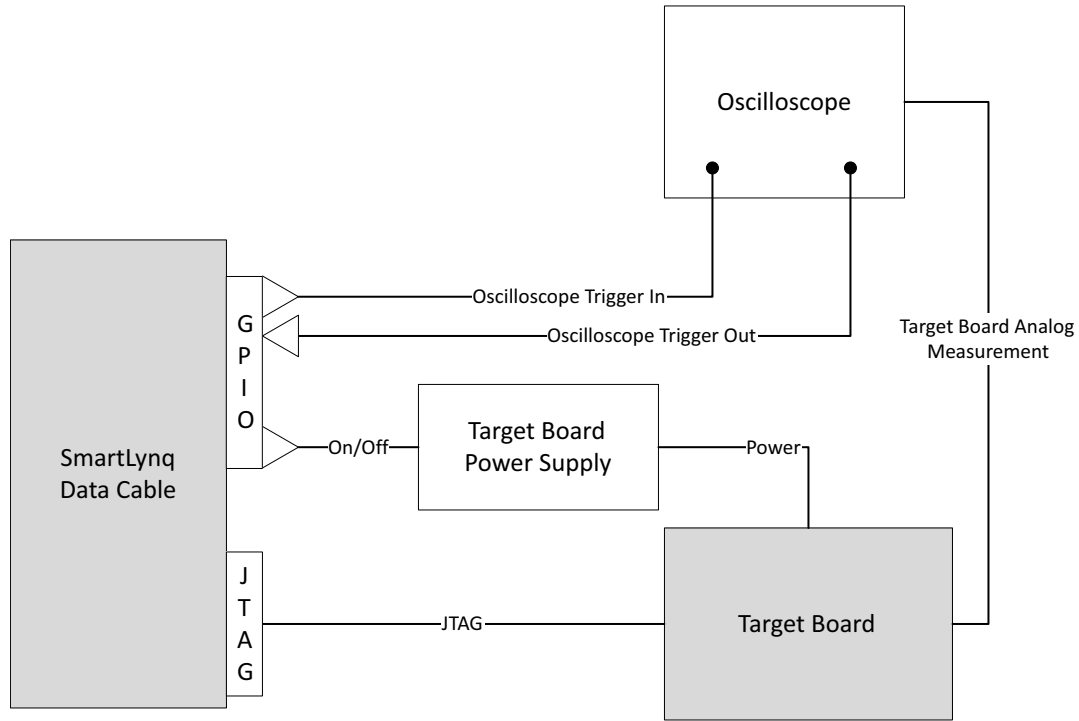 Oscilloscope
Oscilloscope Trigger In
Oscilloscope Trigger Out
Target Board Analog
Measurement
G
P
I
O
On/Off
Target Board
Power Supply
Power
SmartLynq
Data Cable
J
T
A
G
JTAG
Target Board